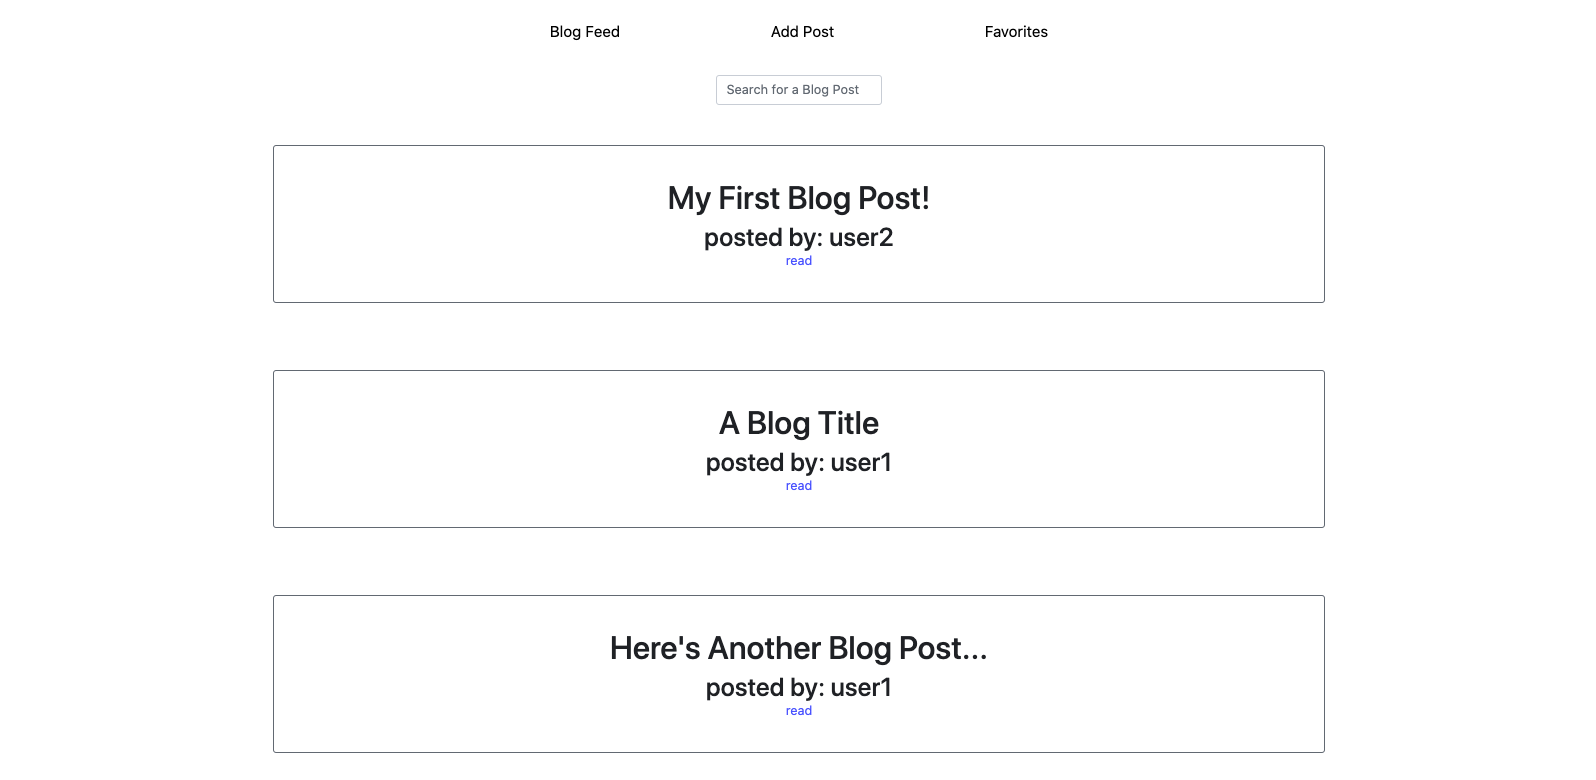 Blog Feed Add Post Favorites
Search for a Blog Post
My First Blog Post!
posted by: user2
read
A Blog Title
posted by: user1
read
Here's Another Blog Post...
posted by: user1
read